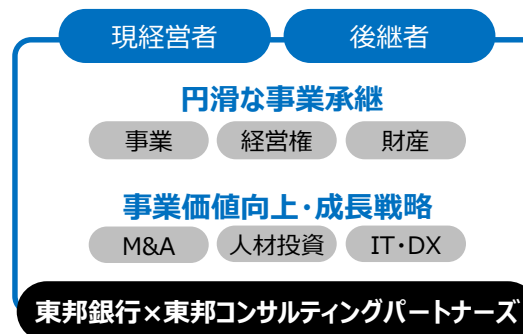 現経営者 後継者
円滑な事業承継
事業 経営権 財産
事業価値向上・成長戦略
M&A 人材投資 IT・DX
東邦銀行×東邦コンサルティングパートナーズ